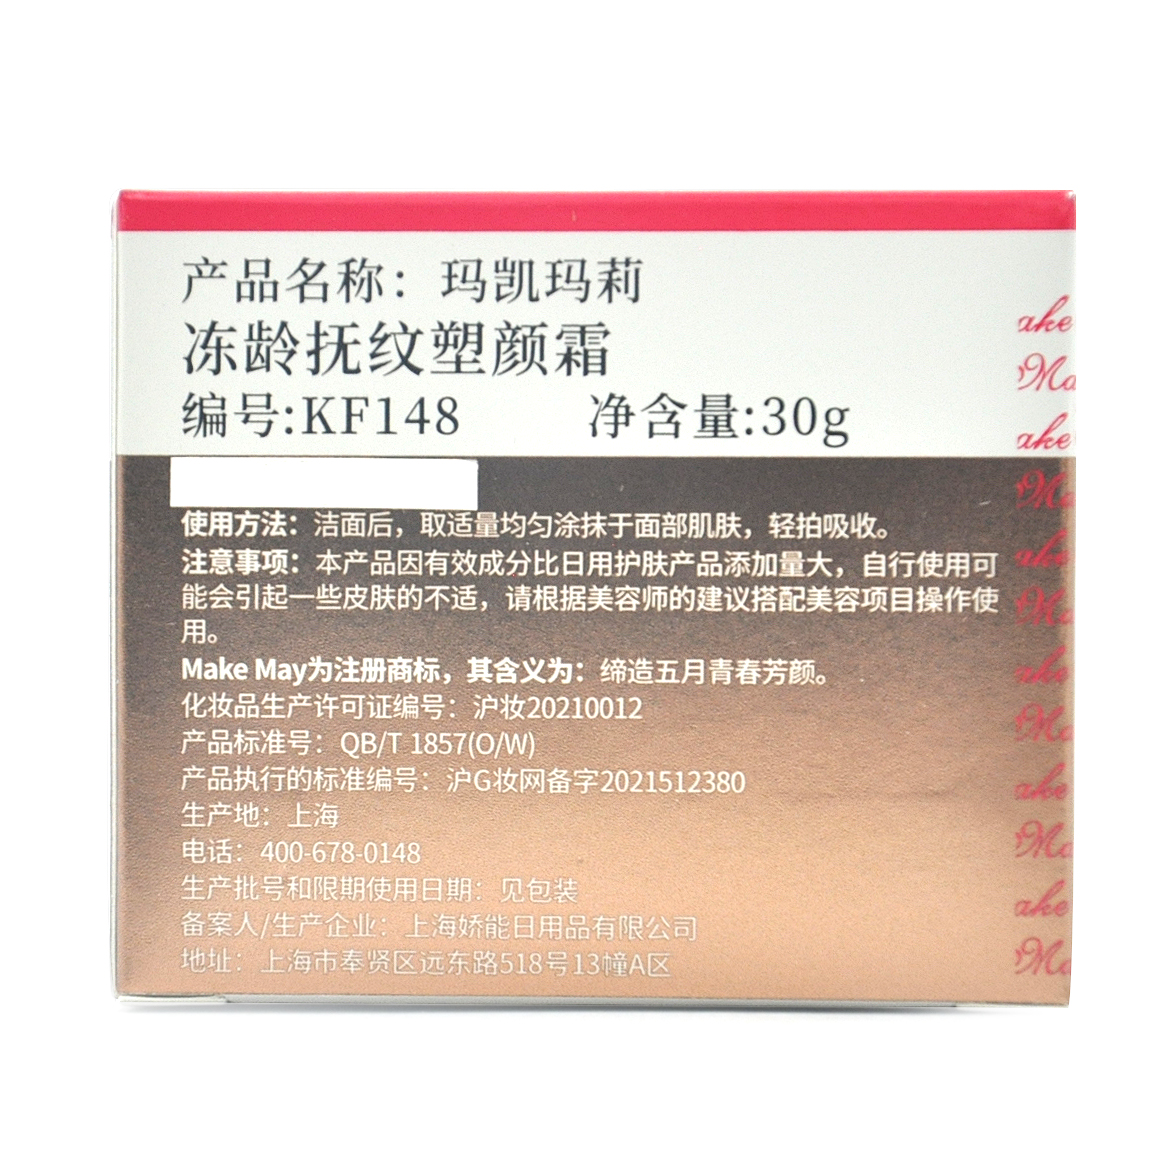 产品名称：玛凯玛莉
冻龄抚纹塑颜霜
编号:KF148 净含量:30g
使用方法：洁面后，取适量均匀涂抹于面部肌肤，轻拍吸收。
注意事项：本产品因有效成分比日用护肤产品添加量大，自行使用可
能会引起一些皮肤的不适，请根据美容师的建议搭配美容项目操作使
用。
Make May为注册商标，其含义为：缔造五月青春芳颜。
化妆品生产许可证编号：沪妆20210012
产品标准号：QB/T 1857(O/W)
产品执行的标准编号：沪G妆网备字2021512380
生产地：上海
电话：400-678-0148
生产批号和限期使用日期：见包装
备案人/生产企业：上海娇能日用品有限公司
地址：上海市奉贤区远东路518号13幢A区
ake
Ma
ake
Ma
ake
Ma
ake
Ma
ake
Ma
ake
Ma